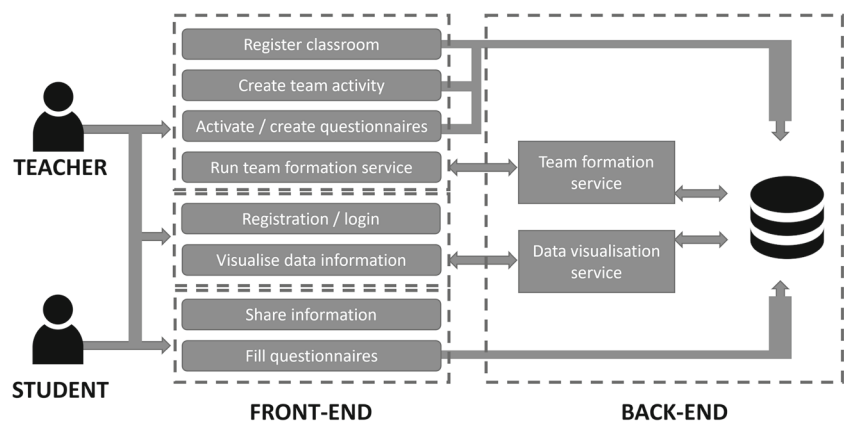 Register classroom
Create team activity
Activate / create questionnaires
TEACHER
Run team formation service
Team formation
service
Registration / login
Visualise data information
Data visualisation
service
Share information
Fill questionnaires
STUDENT
FRONT-END
BACK-END